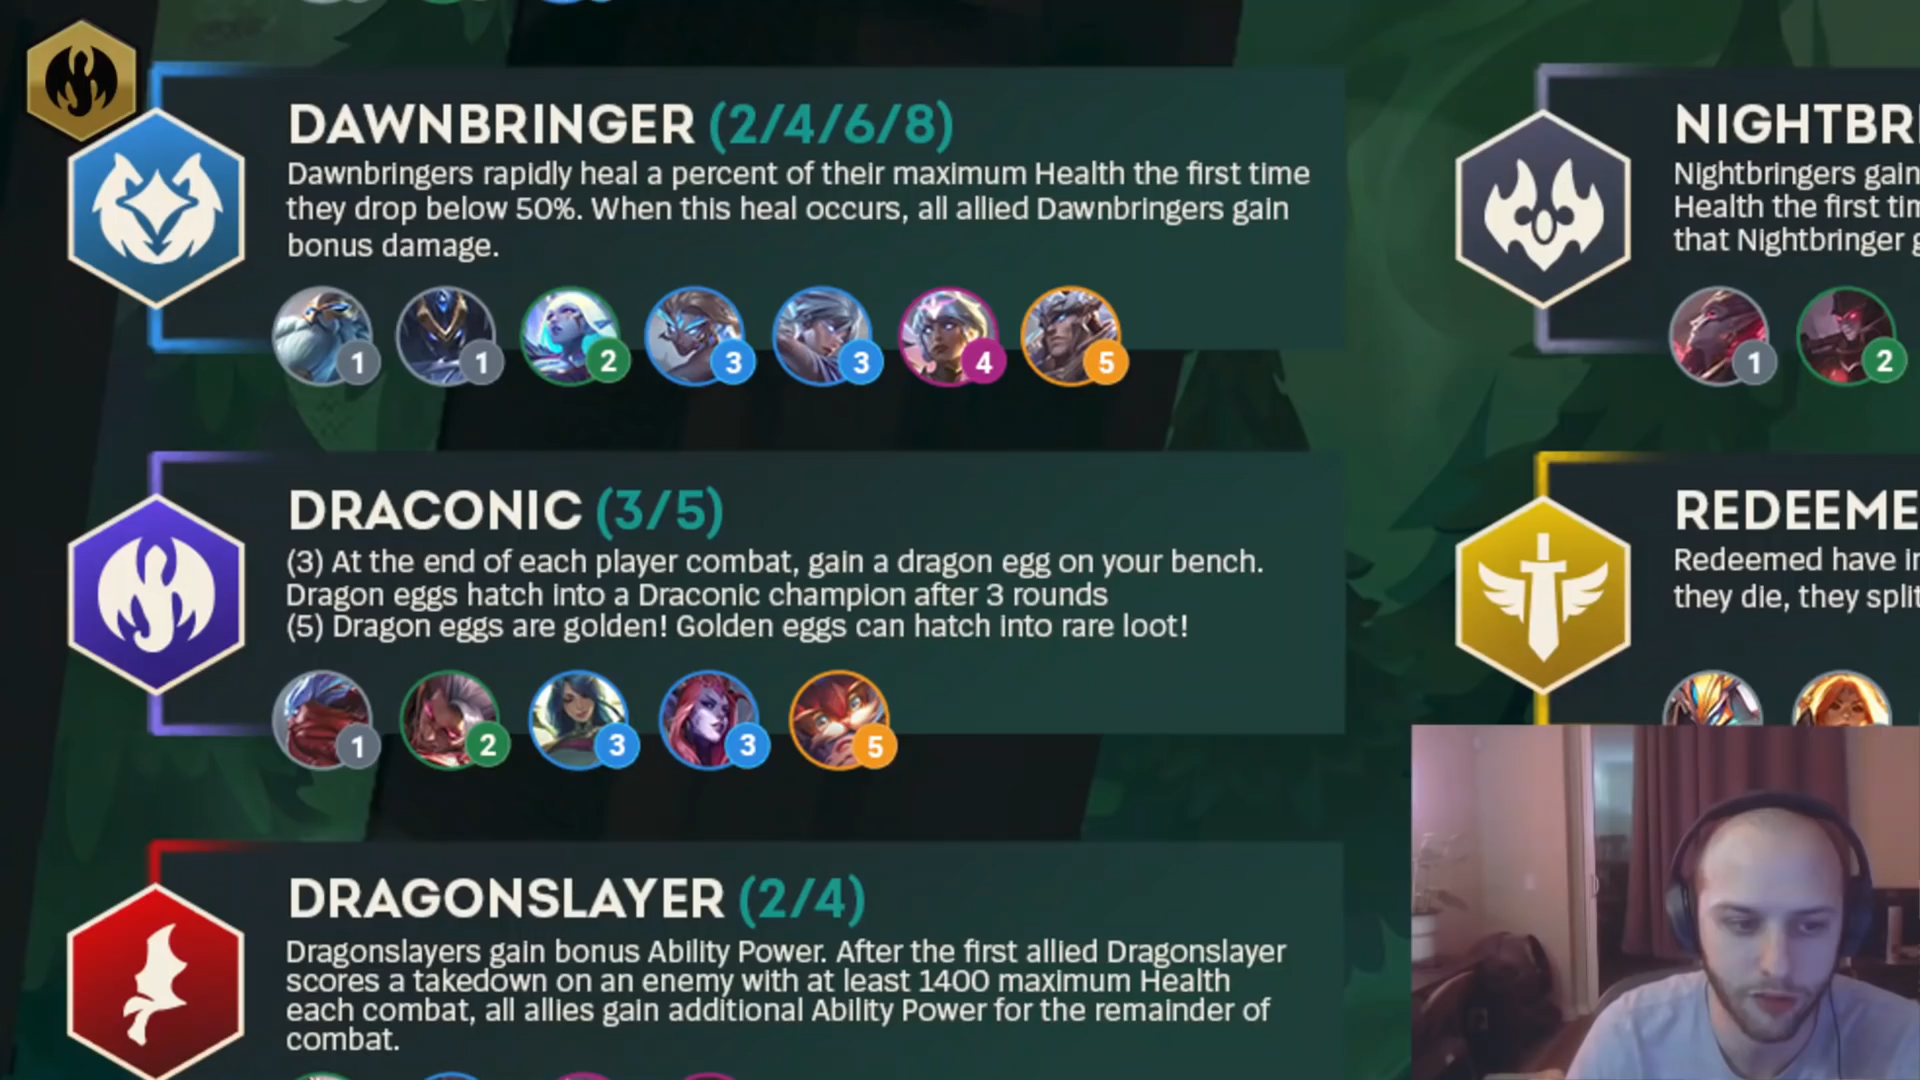 DAWNBRINGER (2/4/6/8)
Dawnbringers rapidly heal a percent of their maximum Health the first time
they drop below 50%. When this heal occurs, all allied Dawnbringers gain
bonus damage.
1 1 2 3 3 4 5
DRACONIC (3/5)
(3) At the end of each player combat, gain a dragon egg on your bench.
Dragon eggs hatch into a Draconic champion after 3 rounds
(5) Dragon eggs are golden! Golden eggs can hatch into rare loot!
1 2 3 3 5
DRAGONSLAYER (2/4)
Dragonslayers gain bonus Ability Power. After the first allied Dragonslayer
scores a takedown on an enemy with at least 1400 maximum Health
each combat, all allies gain additional Ability Power for the remainder of
combat.
NIGHTBR
Nightbringers gain
Health the first tim
that Nightbringer g
1 2
REDEEME
Redeemed have in
they die, they split